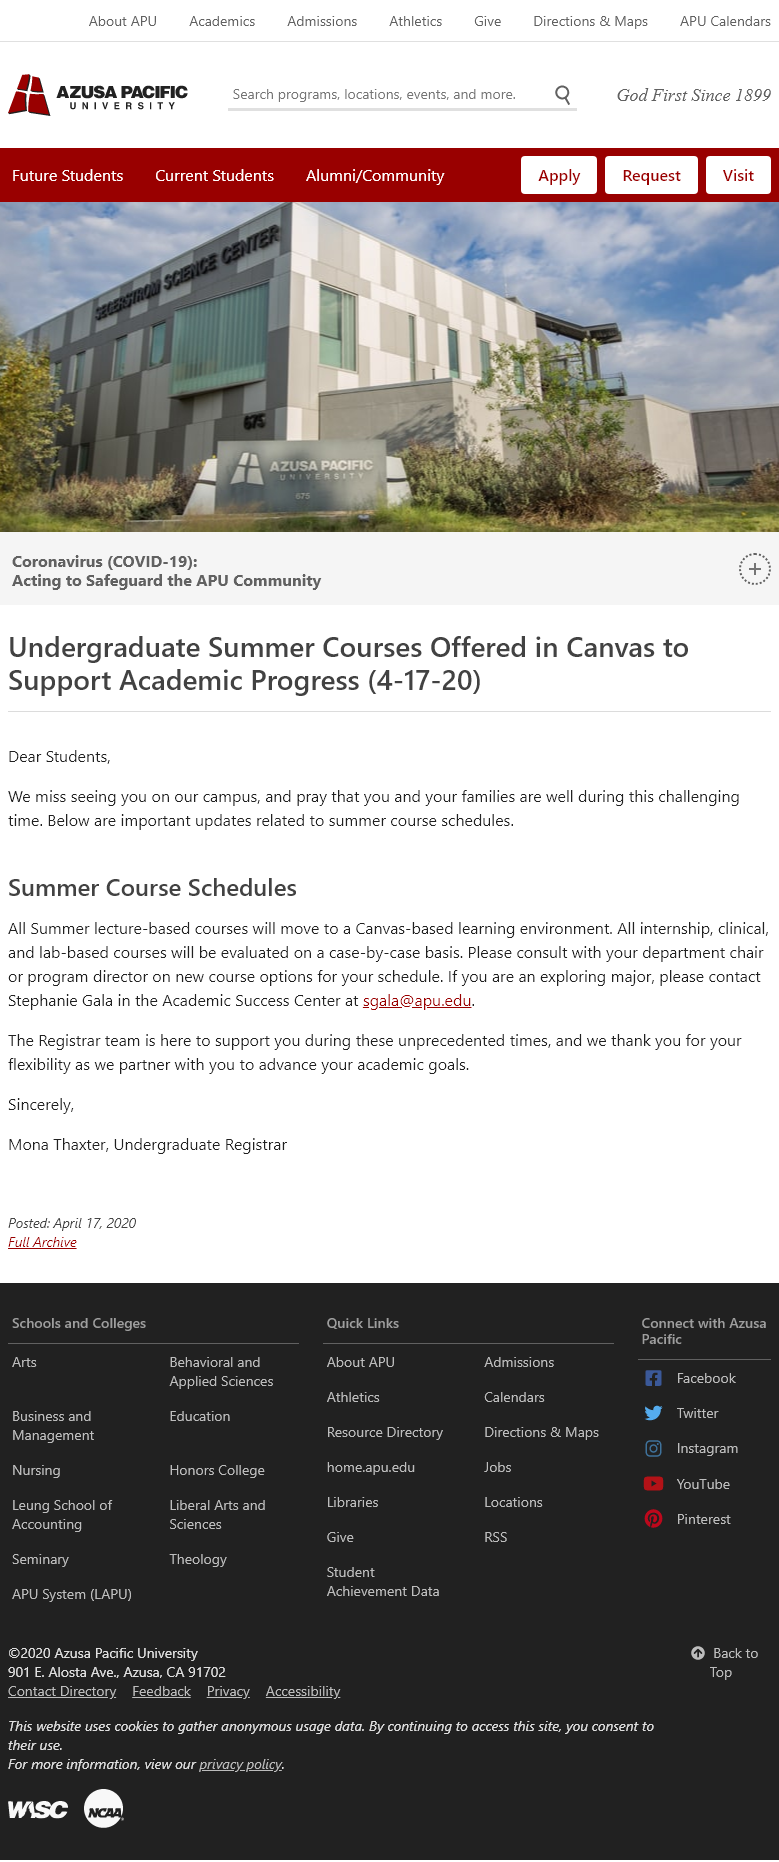 About APU Academics Admissions Athletics Give Directions & Maps APU Calendars
AZUSA PACIFIC
UNIVERSITY
Search programs, locations, events, and more.
God First Since 1899
Future Students Current Students Alumni/Community Apply Request Visit
SEGERSTROM SCIENCE CENTER
675
AZUSA PACIFIC
UNIVERSITY
675
Coronavirus (COVID-19):
Acting to Safeguard the APU Community
Undergraduate Summer Courses Offered in Canvas to
Support Academic Progress (4-17-20)
Dear Students,
We miss seeing you on our campus, and pray that you and your families are well during this challenging
time. Below are important updates related to summer course schedules.
Summer Course Schedules
All Summer lecture-based courses will move to a Canvas-based learning environment. All internship, clinical,
and lab-based courses will be evaluated on a case-by-case basis. Please consult with your department chair
or program director on new course options for your schedule. If you are an exploring major, please contact
Stephanie Gala in the Academic Success Center at sgala@apu.edu.
The Registrar team is here to support you during these unprecedented times, and we thank you for your
flexibility as we partner with you to advance your academic goals.
Sincerely,
Mona Thaxter, Undergraduate Registrar
Posted: April 17, 2020
Full Archive
Schools and Colleges
Arts
Behavioral and
Applied Sciences
Business and
Management
Education
Nursing
Honors College
Leung School of
Accounting
Liberal Arts and
Sciences
Seminary
Theology
APU System (LAPU)
Quick Links
About APU
Admissions
Athletics
Calendars
Resource Directory
Directions & Maps
home.apu.edu
Jobs
Libraries
Locations
Give
RSS
Student
Achievement Data
Connect with Azusa
Pacific
Facebook
Twitter
Instagram
YouTube
Pinterest
©2020 Azusa Pacific University
901 E. Alosta Ave., Azusa, CA 91702
Contact Directory Feedback Privacy Accessibility
Back to
Top
This website uses cookies to gather anonymous usage data. By continuing to access this site, you consent to
their use.
For more information, view our privacy policy.
WASC
NCAA